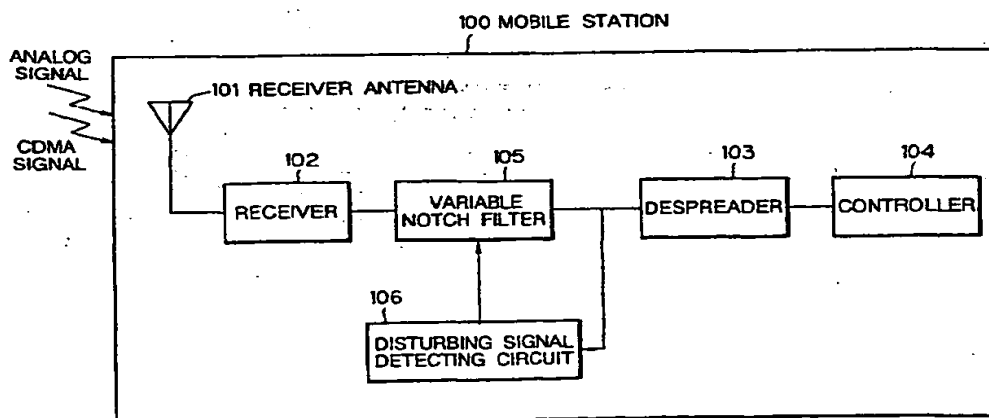 100 MOBILE STATION
ANALOG
SIGNAL
101 RECEIVER ANTENNA
CDMA
SIGNAL
102
105
103
104
RECEIVER
VARIABLE
NOTCH FILTER
DESPREADER
CONTROLLER
106
DISTURBING SIGNAL
DETECTING CIRCUIT